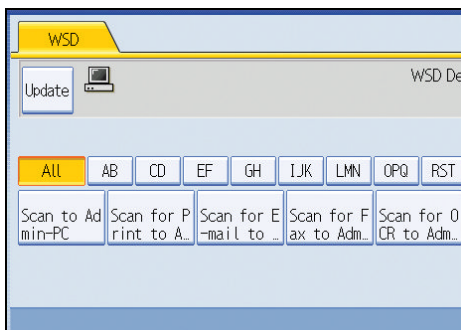 WSD
Update
WSD De
All AB CD EF GH IJK LMN OPQ RST
Scan to Ad Scan for P Scan for E Scan for F Scan for O
min-PC rint to A… -mail to … ax to Adm… CR to Adm…